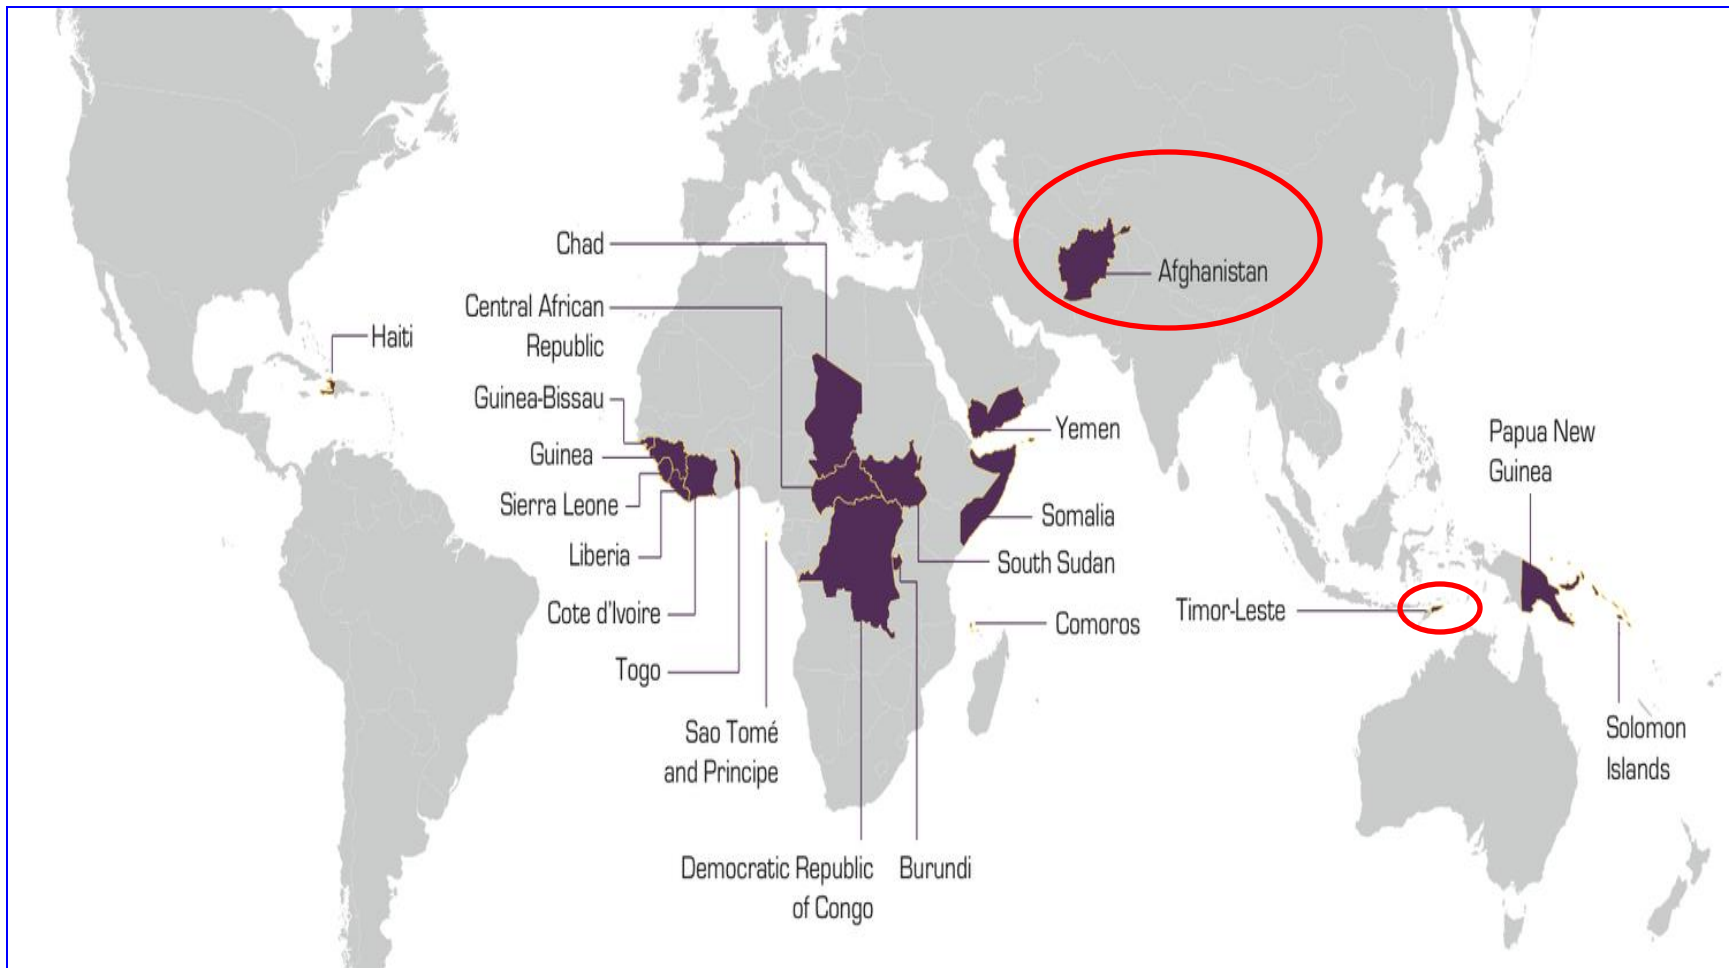 Chad
Central African
Republic
Haiti
Guinea-Bissau
Guinea
Sierra Leone
Liberia
Cote d'Ivoire
Togo
Sao Tomé
and Principe
Democratic Republic
of Congo
Burundi
Afghanistan
Yemen
Somalia
South Sudan
Comoros
Timor-Leste
Papua New
Guinea
Solomon
Islands